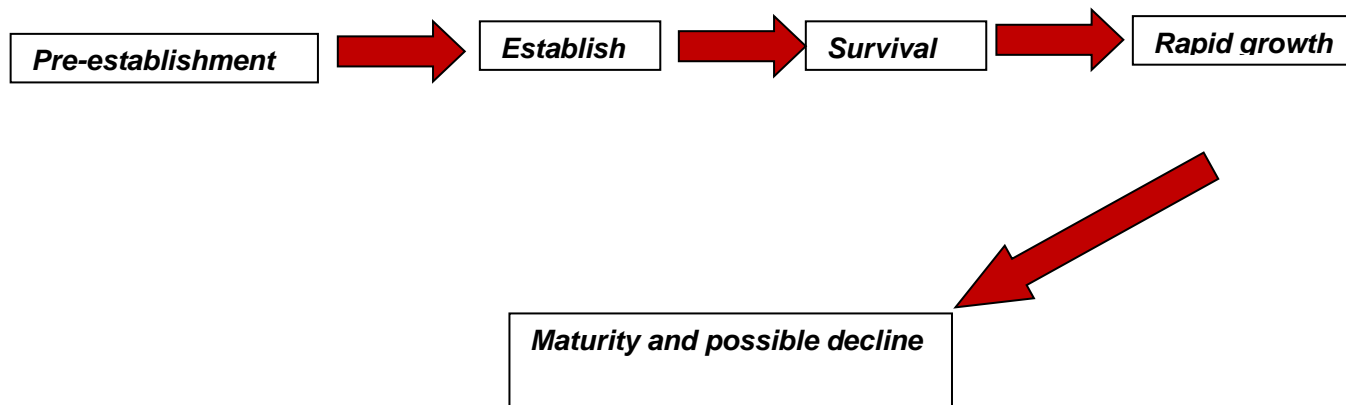 Pre-establishment
Establish
Survival
Rapid growth
Maturity and possible decline